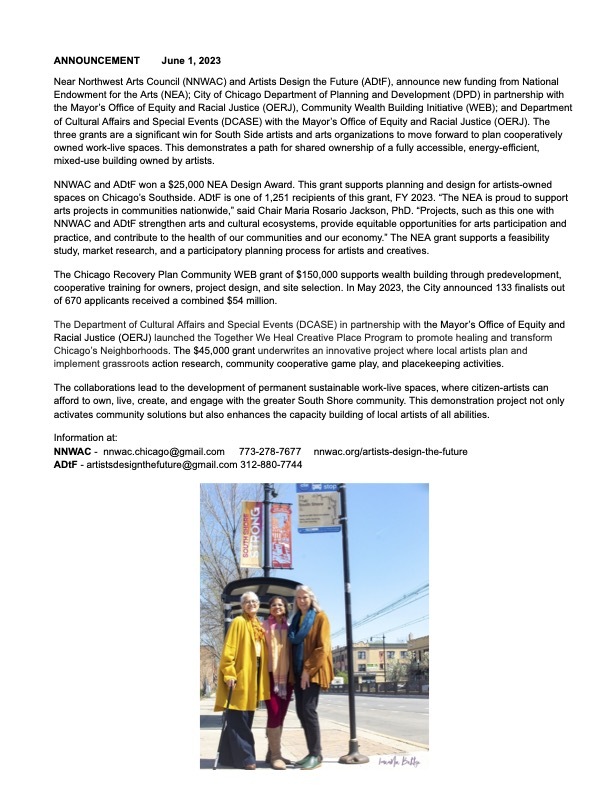 ANNOUNCEMENT June 1, 2023
Near Northwest Arts Council (NNWAC) and Artists Design the Future (ADtF), announce new funding from National
Endowment for the Arts (NEA); City of Chicago Department of Planning and Development (DPD) in partnership with
the Mayor's Office of Equity and Racial Justice (OERJ), Community Wealth Building Initiative (WEB); and Department
of Cultural Affairs and Special Events (DCASE) with the Mayor's Office of Equity and Racial Justice (OERJ). The
three grants are a significant win for South Side artists and arts organizations to move forward to plan cooperatively
owned work-live spaces. This demonstrates a path for shared ownership of a fully accessible, energy-efficient,
mixed-use building owned by artists.
NNWAC and ADtF won a $25,000 NEA Design Award. This grant supports planning and design for artists-owned
spaces on Chicago's Southside. ADtF is one of 1,251 recipients of this grant, FY 2023. "The NEA is proud to support
arts projects in communities nationwide," said Chair Maria Rosario Jackson, PhD. "Projects, such as this one with
NNWAC and ADtF strengthen arts and cultural ecosystems, provide equitable opportunities for arts participation and
practice, and contribute to the health of our communities and our economy." The NEA grant supports a feasibility
study, market research, and a participatory planning process for artists and creatives.
The Chicago Recovery Plan Community WEB grant of $150,000 supports wealth building through predevelopment,
cooperative training for owners, project design, and site selection. In May 2023, the City announced 133 finalists out
of 670 applicants received a combined $54 million.
The Department of Cultural Affairs and Special Events (DCASE) in partnership with the Mayor's Office of Equity and
Racial Justice (OERJ) launched the Together We Heal Creative Place Program to promote healing and transform
Chicago's Neighborhoods. The $45,000 grant underwrites an innovative project where local artists plan and
implement grassroots action research, community cooperative game play, and placekeeping activities.
The collaborations lead to the development of permanent sustainable work-live spaces, where citizen-artists can
afford to own, live, create, and engage with the greater South Shore community. This demonstration project not only
activates community solutions but also enhances the capacity building of local artists of all abilities.
Information at:
NNWAC - nnwac.chicago@gmail.com 773-278-7677 nnwac.org/artists-design-the-future
ADtF - artistsdesignthefuture@gmail.com 312-880-7744
stop
SOUTH SHORE
STRONG